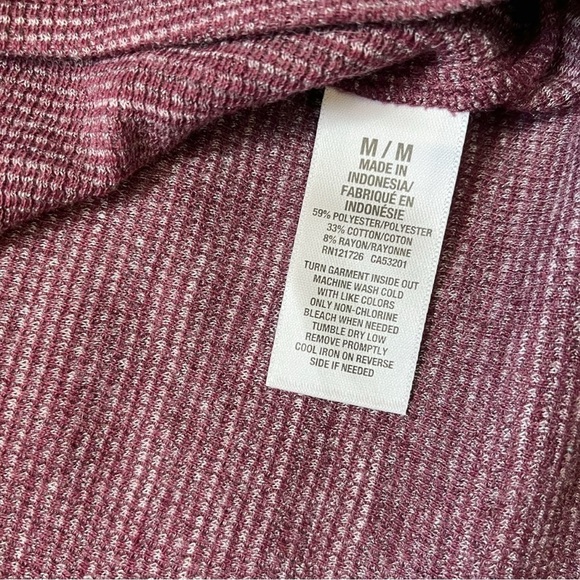 M / M
MADE IN
INDONESIA/
FABRIQUÉ EN
INDONÉSIE
59% POLYESTER/POLYESTER
33% COTTON/COTON
8% RAYON/RAYONNE
RN121726 CA53201
TURN GARMENT INSIDE OUT
MACHINE WASH COLD
WITH LIKE COLORS
ONLY NON-CHLORINE
BLEACH WHEN NEEDED
TUMBLE DRY LOW
REMOVE PROMPTLY
COOL IRON ON REVERSE
SIDE IF NEEDED